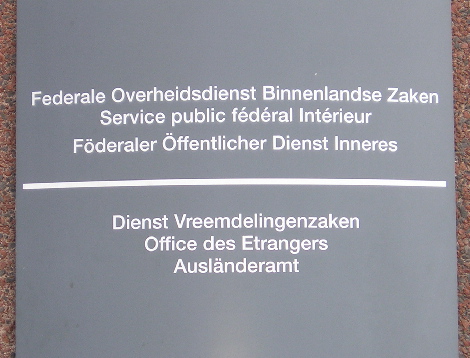 Federale Overheidsdienst Binnenlandse Zaken
Service public fédéral Intérieur
Föderaler Öffentlicher Dienst Inneres
Dienst Vreemdelingenzaken
Office des Etrangers
Ausländeramt